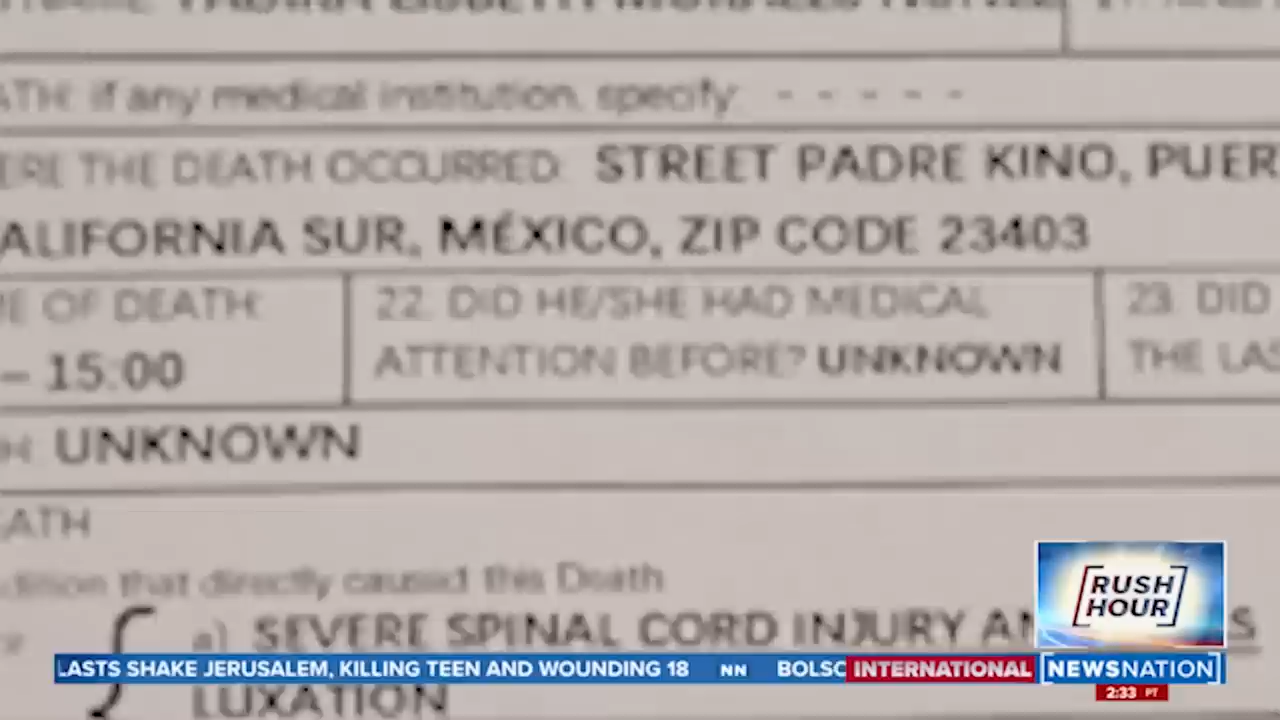 ATH: if any medical institution, specify: - - - - -
ERE THE DEATH OCURRED: STREET PADRE KINO, PUER
ALIFORNIA SUR, MÉXICO, ZIP CODE 23403
E OF DEATH:
– 15:00
22. DID HE/SHE HAD MEDICAL
ATTENTION BEFORE? UNKNOWN
23. DID
THE LAS
H: UNKNOWN
EATH
dition that directly caused this Death
a) SEVERE SPINAL CORD INJURY AN S
LUXATION
RUSH
HOUR
LASTS SHAKE JERUSALEM, KILLING TEEN AND WOUNDING 18 NN BOLSC INTERNATIONAL NEWSNATION
2:33 PT